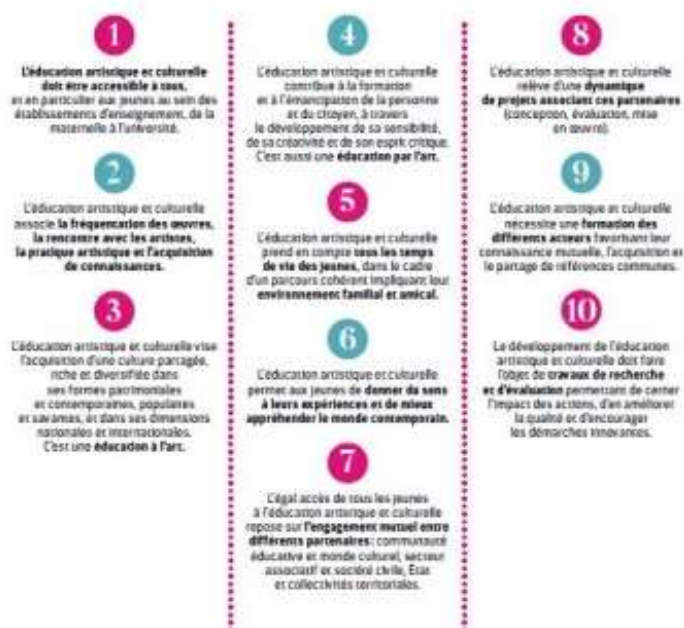 1
L'éducation artistique et culturelle
doit être accessible à tous,
et en particulier aux jeunes au sein des
établissements d'enseignement, de la
maternelle à l'université.
2
L'éducation artistique et culturelle
associe la fréquentation des œuvres,
la rencontre avec les artistes,
la pratique artistique et l'acquisition
de connaissances.
3
L'éducation artistique et culturelle vise
l'acquisition d'une culture partagée,
riche et diversifiée dans
ses formes patrimoniales
et contemporaines, populaires
et savantes, et dans ses dimensions
nationales et internationales.
C'est une éducation à l'art.
4
L'éducation artistique et culturelle
contribue à la formation
et à l'émancipation de la personne
et du citoyen, à travers
le développement de sa sensibilité,
de sa créativité et de son esprit critique.
C'est aussi une éducation par l'art.
5
L'éducation artistique et culturelle
prend en compte tous les temps
de vie des jeunes, dans le cadre
d'un parcours cohérent impliquant leur
environnement familial et amical.
6
L'éducation artistique et culturelle
permet aux jeunes de donner du sens
à leurs expériences et de mieux
appréhender le monde contemporain.
7
L'égal accès de tous les jeunes
à l'éducation artistique et culturelle
repose sur l'engagement mutuel entre
différents partenaires : communauté
éducative et monde culturel, secteur
associatif et société civile, État
et collectivités territoriales.
8
L'éducation artistique et culturelle
relève d'une dynamique
de projets associant ces partenaires
(conception, évaluation, mise
en œuvre).
9
L'éducation artistique et culturelle
nécessite une formation des
différents acteurs favorisant leur
connaissance mutuelle, l'acquisition et
le partage de références communes.
10
Le développement de l'éducation
artistique et culturelle doit faire
l'objet de travaux de recherche
et d'évaluation permettant de cerner
l'impact des actions, d'en améliorer
la qualité et d'encourager
les démarches innovantes.